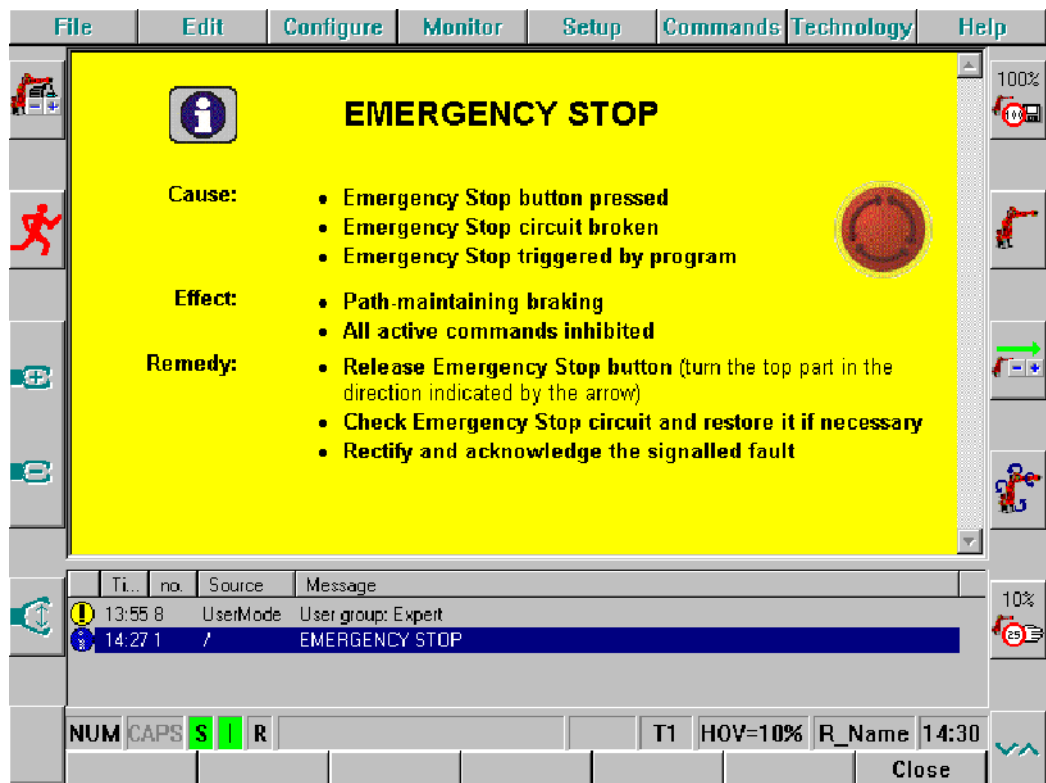 File Edit Configure Monitor Setup Commands Technology Help
100%
100
EMERGENCY STOP
Cause:
• Emergency Stop button pressed
• Emergency Stop circuit broken
• Emergency Stop triggered by program
Effect:
• Path-maintaining braking
• All active commands inhibited
Remedy:
• Release Emergency Stop button (turn the top part in the
direction indicated by the arrow)
• Check Emergency Stop circuit and restore it if necessary
• Rectify and acknowledge the signalled fault
Ti... no. Source Message
13:55 8 UserMode User group: Expert
14:27 1 / EMERGENCY STOP
10%
25
NUM CAPS S I R T1 HOV=10% R_Name 14:30
Close